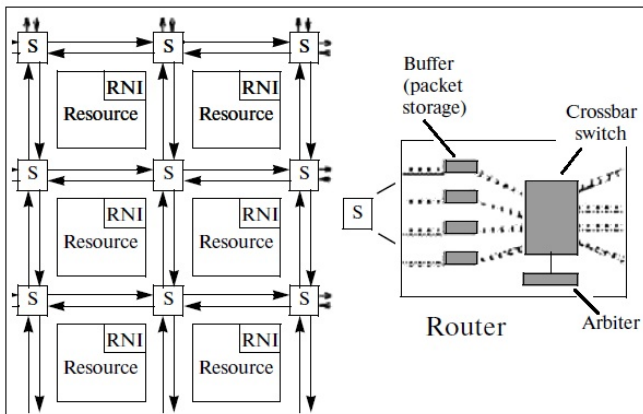 S
S
S
RNI
Resource
RNI
Resource
S
S
S
RNI
Resource
RNI
Resource
S
S
S
RNI
Resource
RNI
Resource
Buffer
(packet
storage)
Crossbar
switch
S
Router
Arbiter